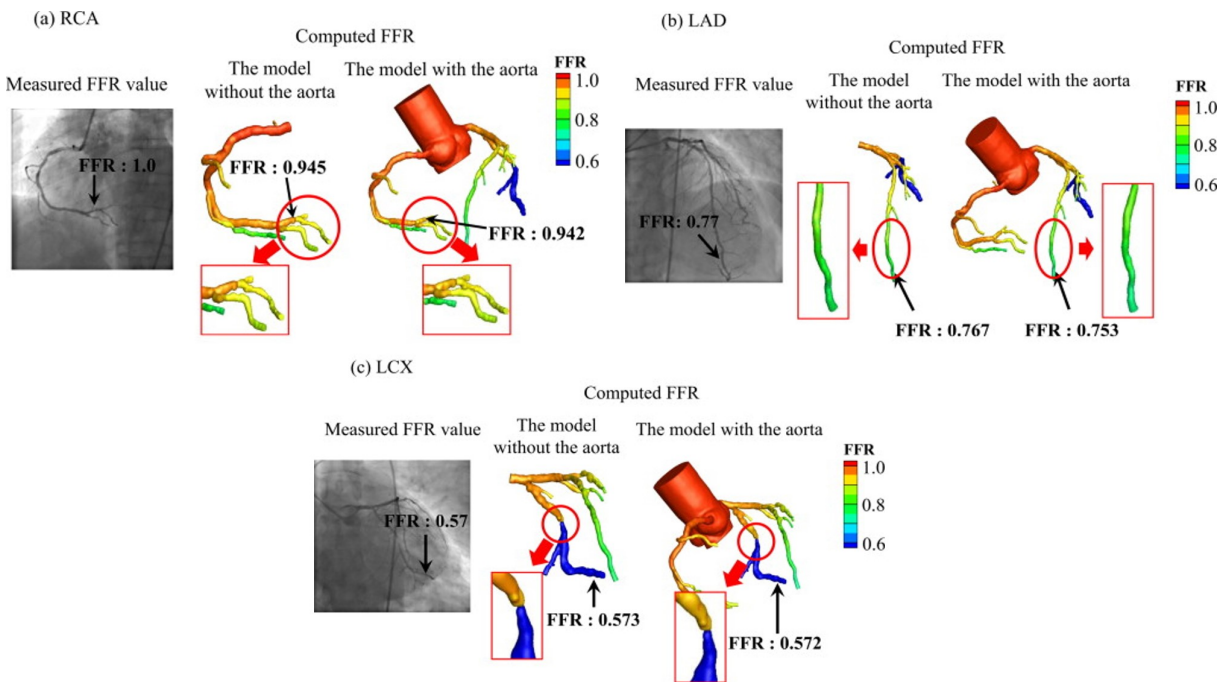 (a) RCA
Computed FFR
Measured FFR value
The model
without the aorta
The model with the aorta
FFR
1.0
0.8
0.6
FFR : 1.0
FFR : 0.945
FFR : 0.942
(b) LAD
Computed FFR
Measured FFR value
The model
without the aorta
The model with the aorta
FFR
1.0
0.8
0.6
FFR: 0.77
FFR : 0.767
FFR : 0.753
(c) LCX
Computed FFR
Measured FFR value
The model
without the aorta
The model with the aorta
FFR
1.0
0.8
0.6
FFR : 0.57
FFR : 0.573
FFR : 0.572